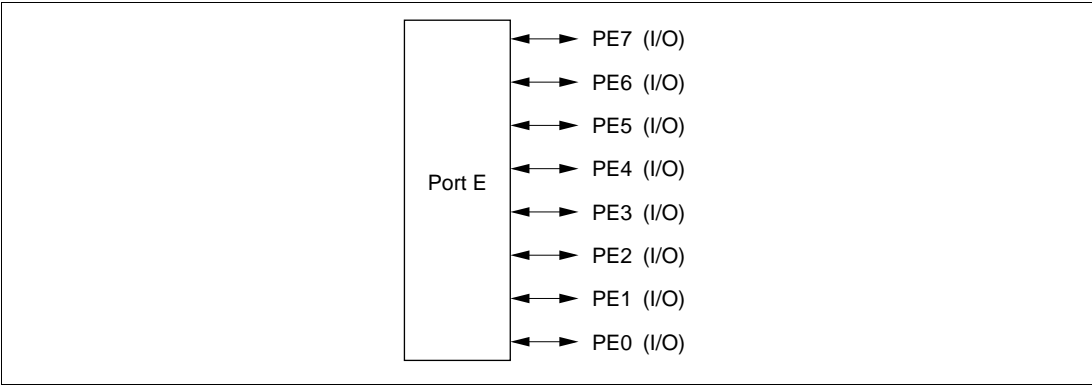 Port E
PE7 (I/O)
PE6 (I/O)
PE5 (I/O)
PE4 (I/O)
PE3 (I/O)
PE2 (I/O)
PE1 (I/O)
PE0 (I/O)